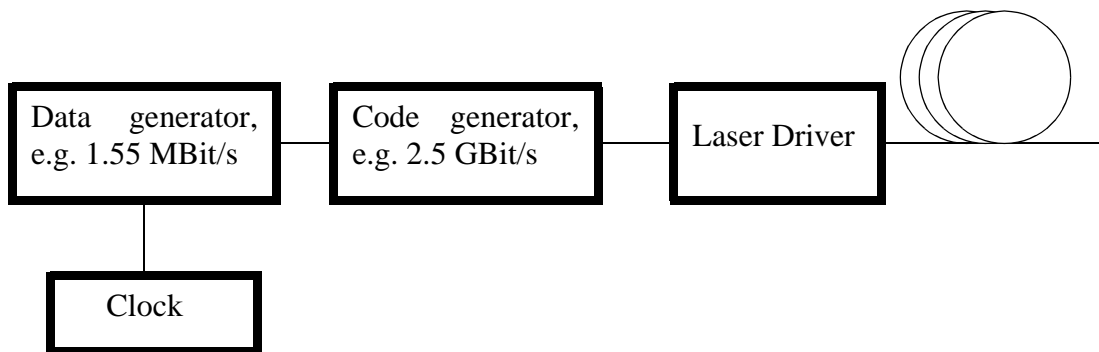 Data generator,
e.g. 1.55 MBit/s
Code generator,
e.g. 2.5 GBit/s
Laser Driver
Clock